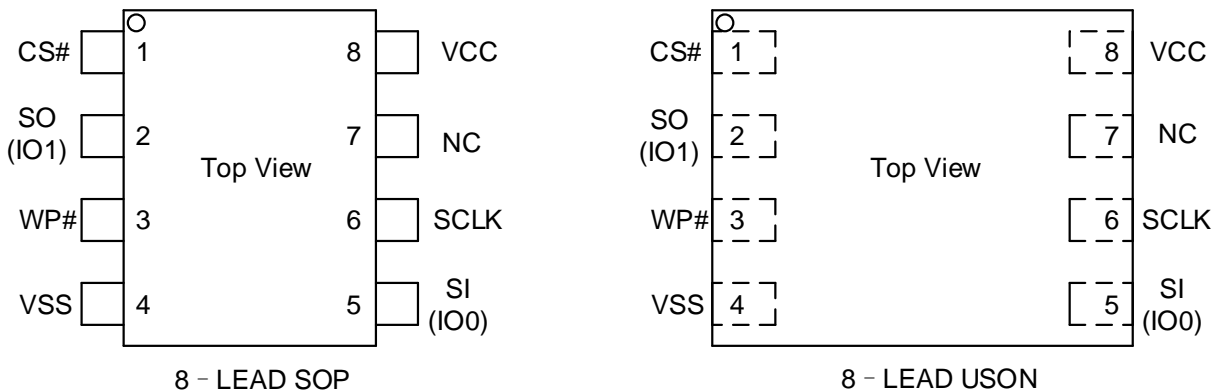 CS# 1 8 VCC
SO
(IO1) 2 7 NC
Top View
WP# 3 6 SCLK
VSS 4 5 SI
(IO0)
8 – LEAD SOP
CS# 1 8 VCC
SO
(IO1) 2 7 NC
Top View
WP# 3 6 SCLK
VSS 4 5 SI
(IO0)
8 – LEAD USON